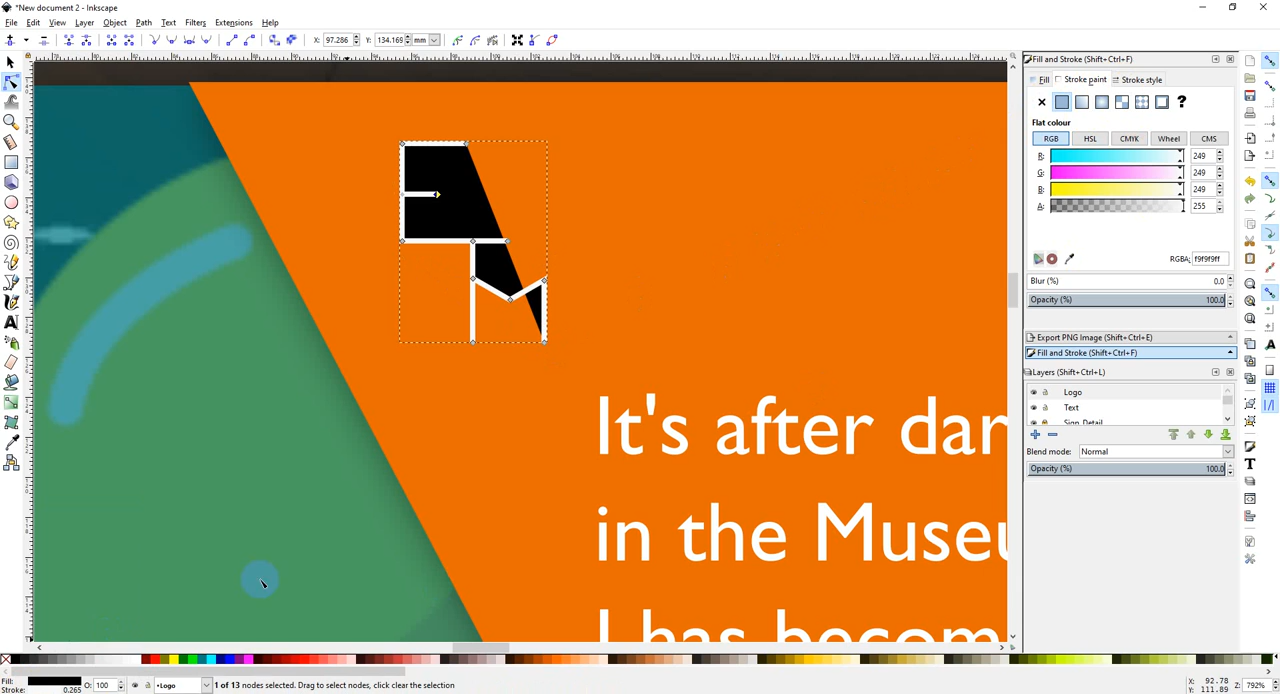 *New document 2 - Inkscape
File Edit View Layer Object Path Text Filters Extensions Help
X: 97.286 Y: 134.169 mm
Fill and Stroke (Shift+Ctrl+F)
Fill Stroke paint Stroke style
?
Flat colour
RGB HSL CMYK Wheel CMS
R: 249
G: 249
B: 249
A: 255
RGBA: f9f9f9ff
Blur (%) 0.0
Opacity (%) 100.0
Export PNG Image (Shift+Ctrl+E)
Fill and Stroke (Shift+Ctrl+F)
Layers (Shift+Ctrl+L)
Logo
Text
Sign Detail
Blend mode: Normal
Opacity (%) 100.0
It's after dar
in the Museu
I has becom
Fill:
Stroke: 0.265
O: 100
•Logo
1 of 13 nodes selected. Drag to select nodes, click clear the selection
X: 92.78
Y: 111.89
Z: 792%